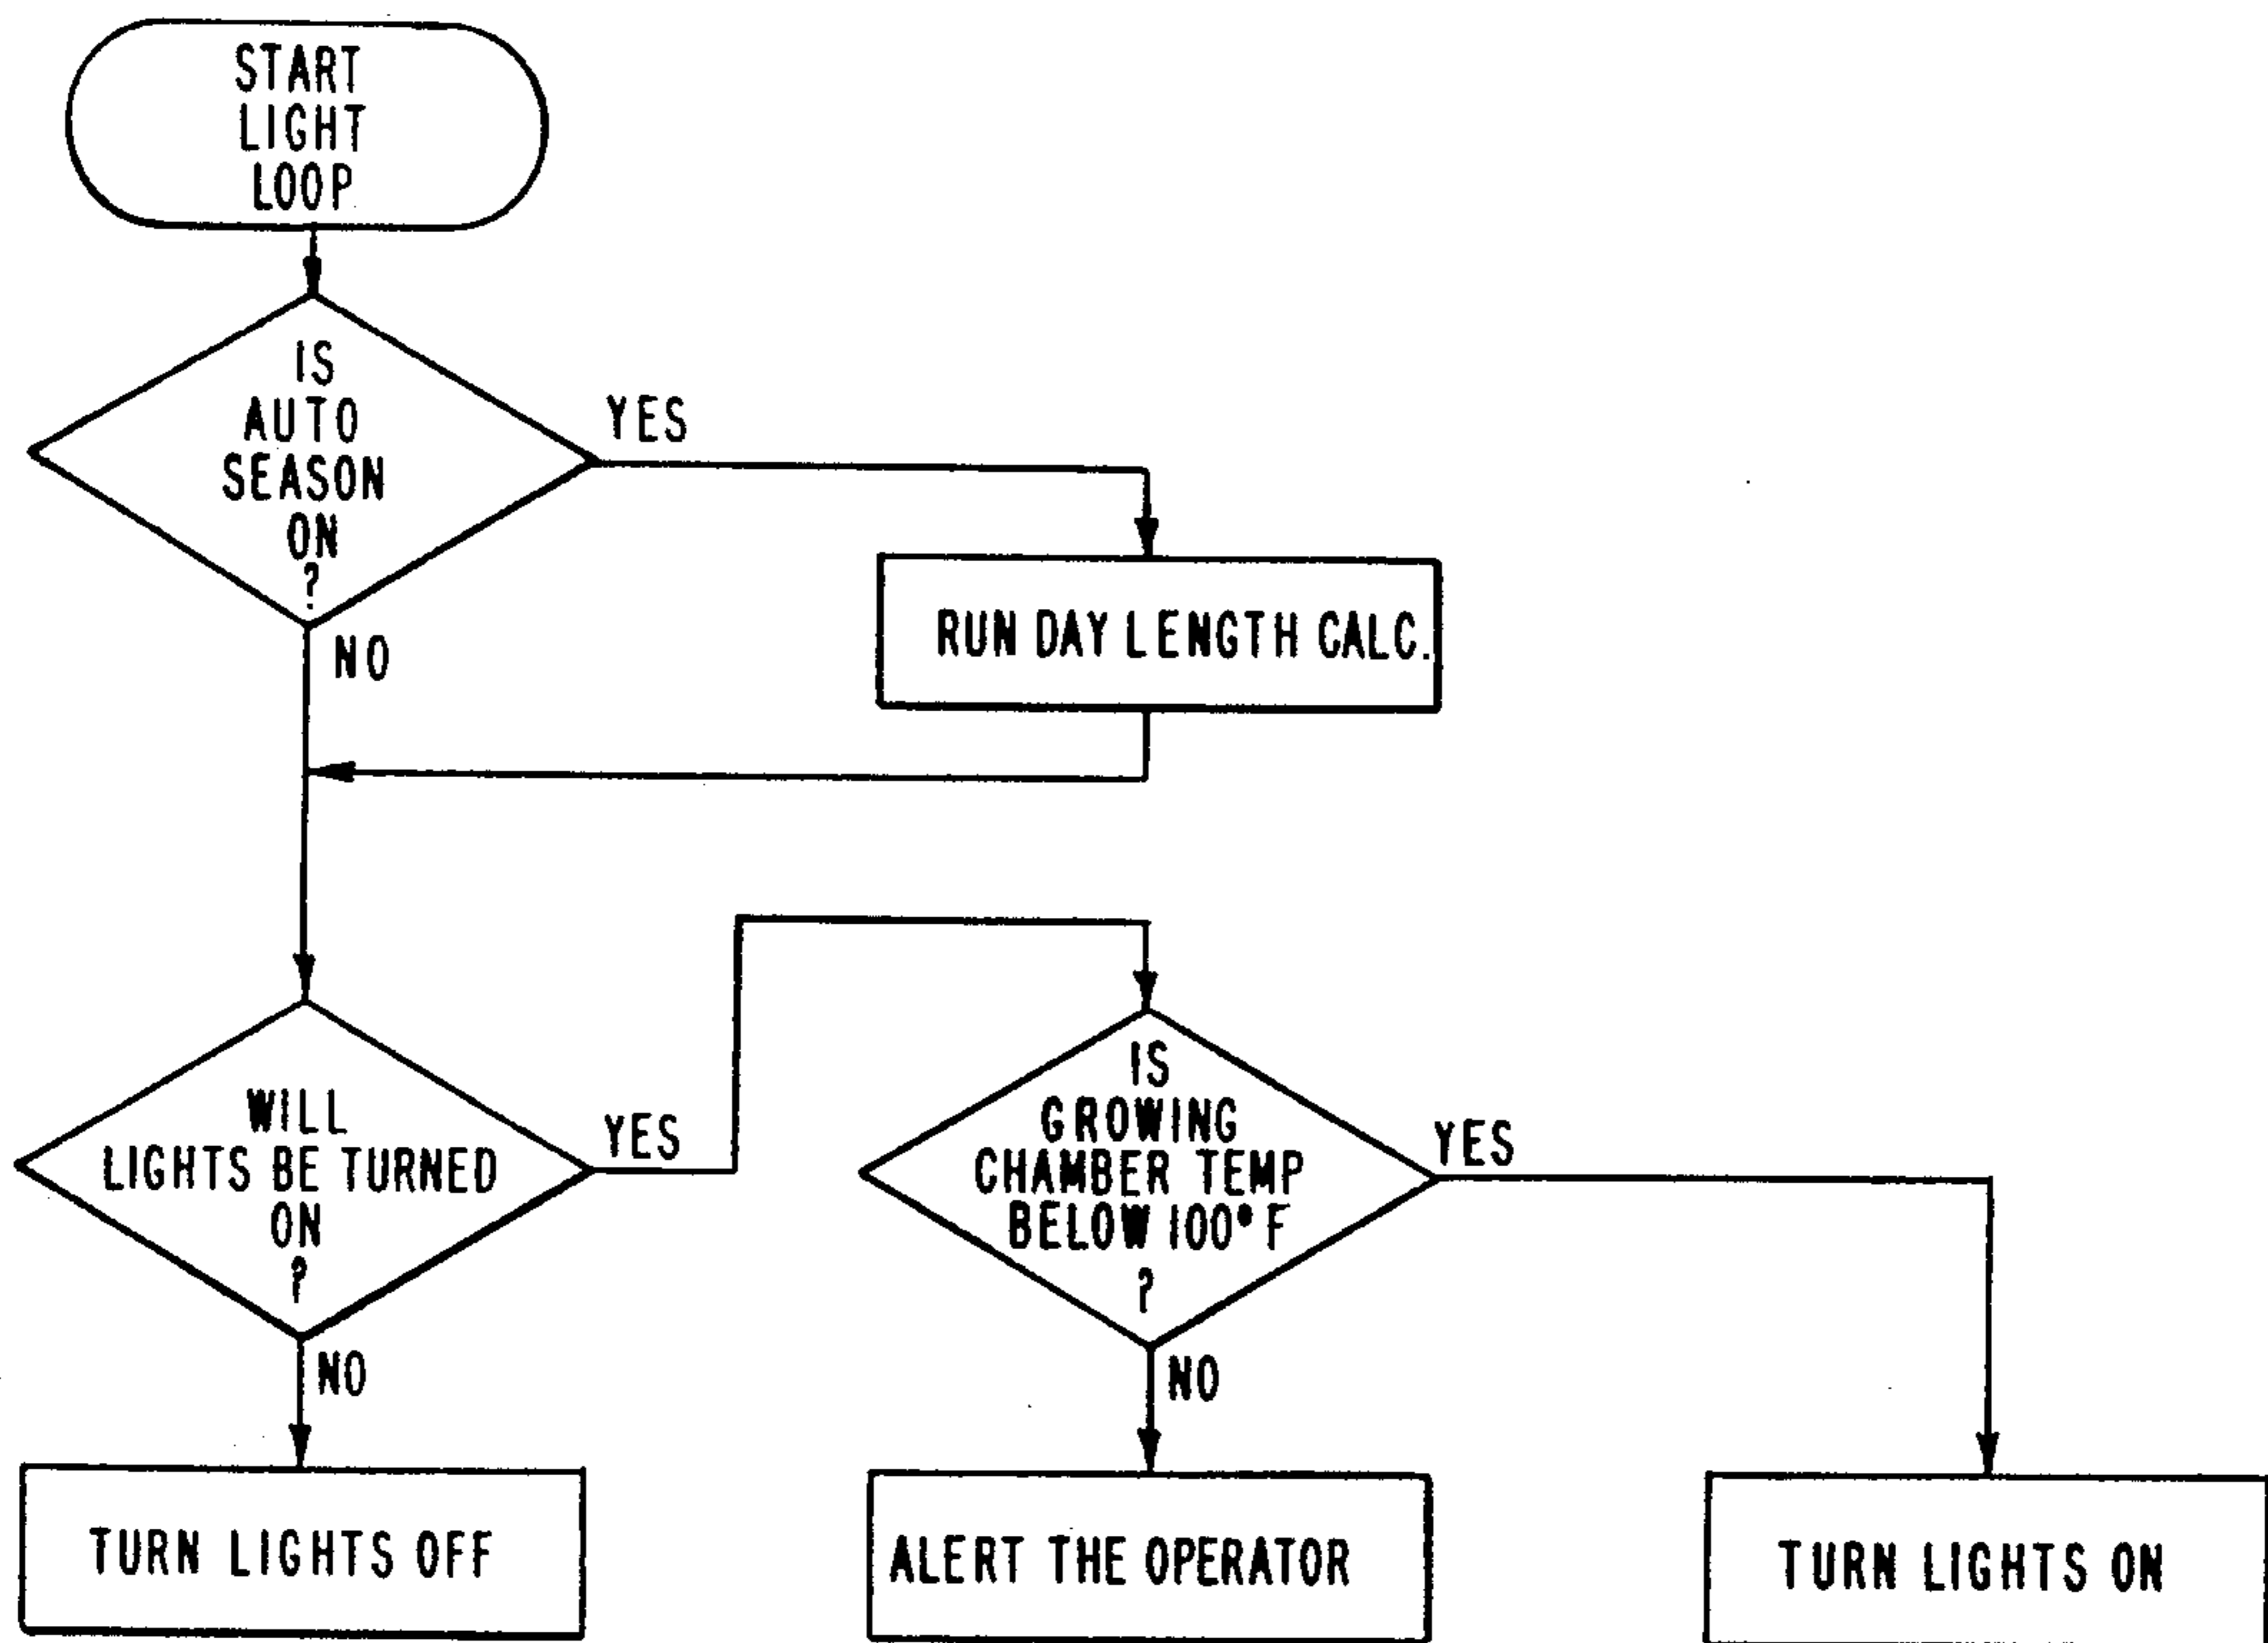 START
LIGHT
LOOP
IS
AUTO
SEASON
ON
?
YES
NO
RUN DAY LENGTH CALC.
WILL
LIGHTS BE TURNED
ON
?
YES
NO
IS
GROWING
CHAMBER TEMP
BELOW 100° F
?
YES
NO
TURN LIGHTS OFF
ALERT THE OPERATOR
TURN LIGHTS ON